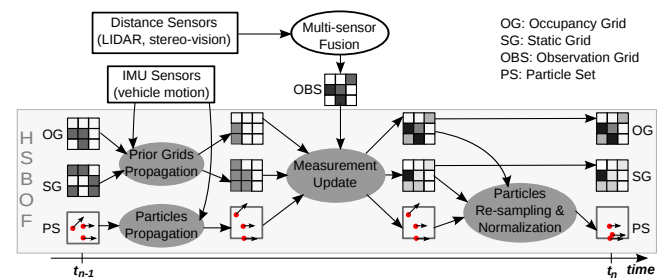 Distance Sensors
(LIDAR, stereo-vision)
Multi-sensor
Fusion
OG: Occupancy Grid
SG: Static Grid
OBS: Observation Grid
PS: Particle Set
IMU Sensors
(vehicle motion)
OBS
HSBOF
OG
SG
PS
Prior Grids
Propagation
Particles
Propagation
Measurement
Update
Particles
Re-sampling &
Normalization
OG
SG
PS
tn-1
tn
time